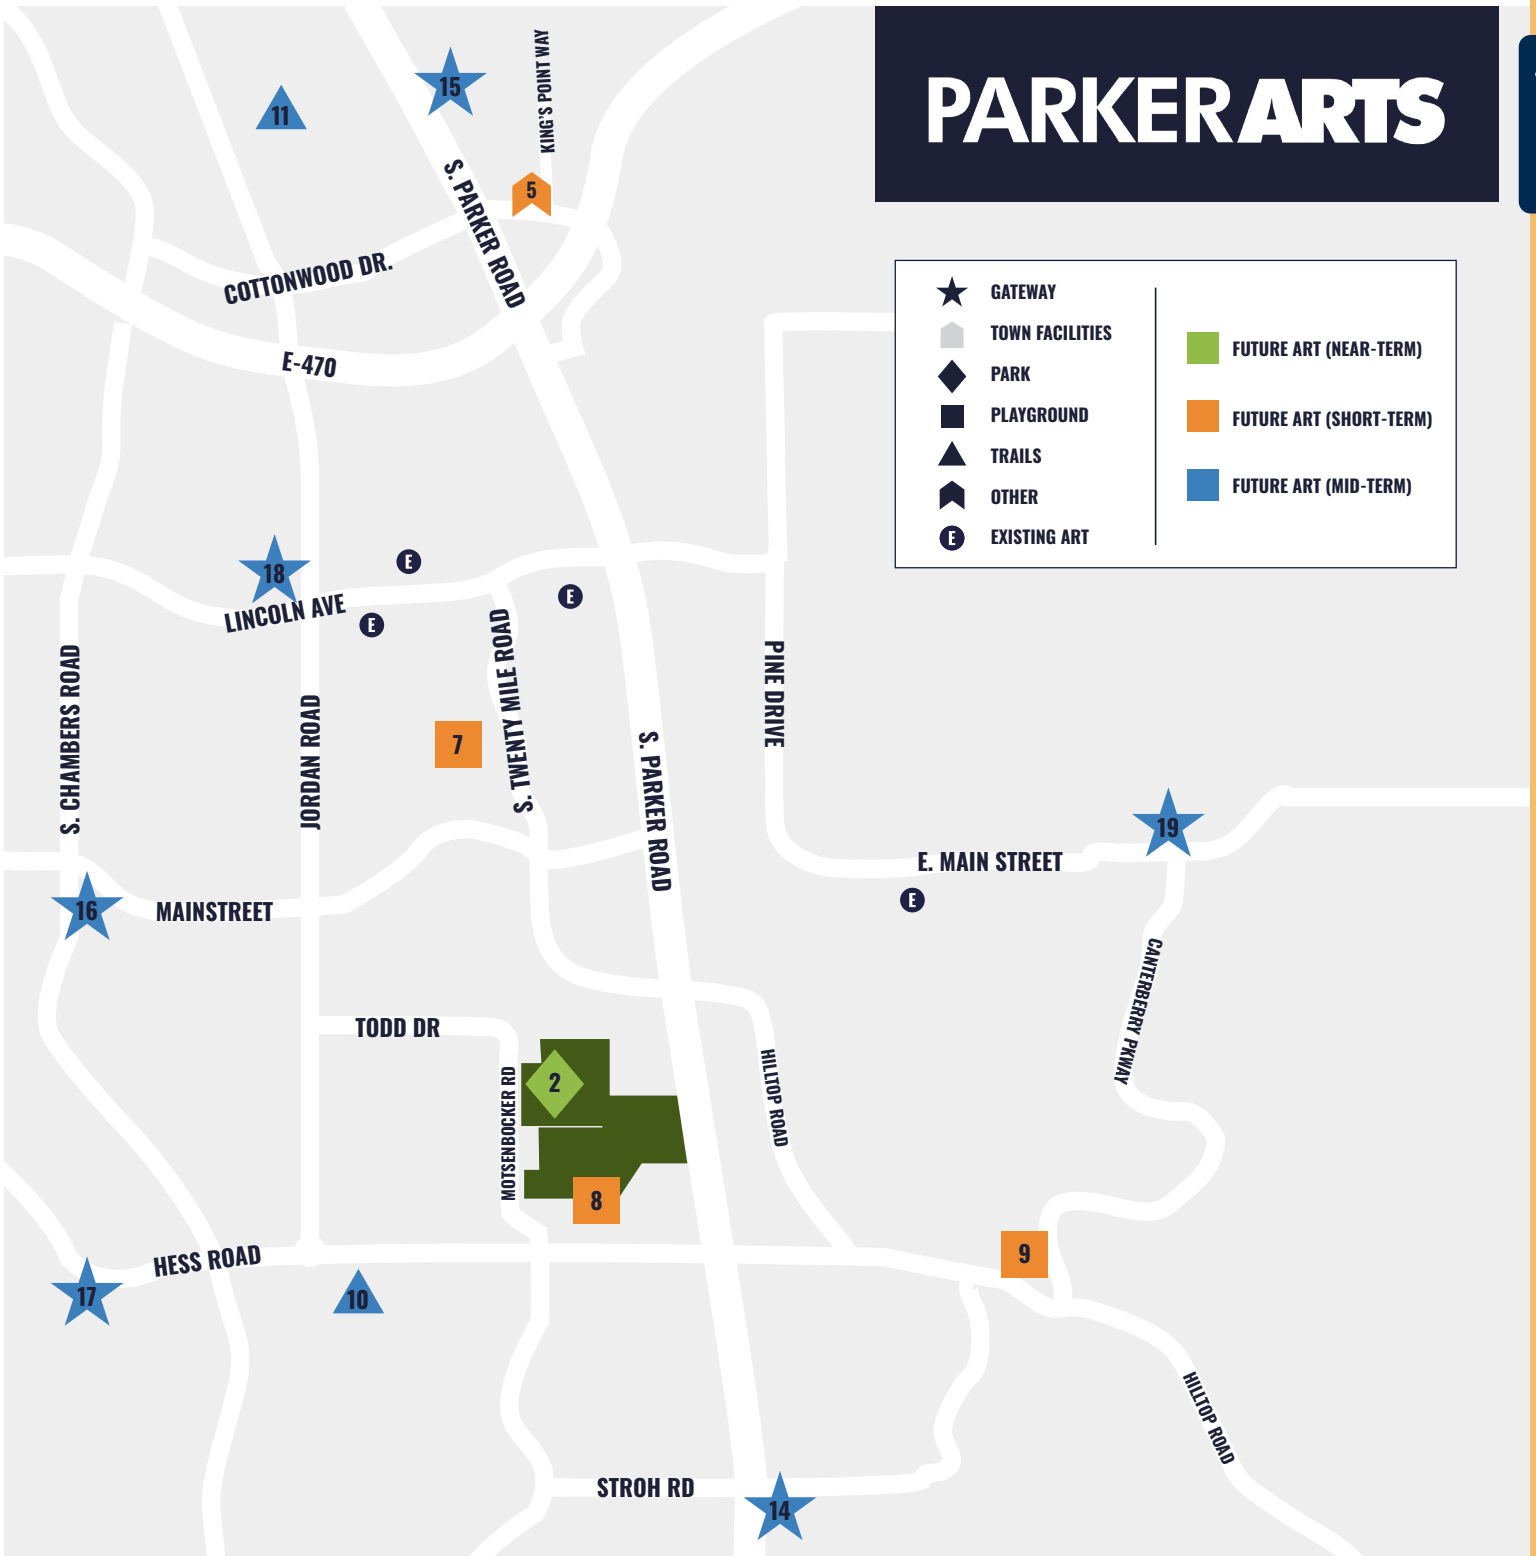 PARKER ARTS
GATEWAY
TOWN FACILITIES
PARK
PLAYGROUND
TRAILS
OTHER
E EXISTING ART
FUTURE ART (NEAR-TERM)
FUTURE ART (SHORT-TERM)
FUTURE ART (MID-TERM)
15
11
KING'S POINT WAY
5
S. PARKER ROAD
COTTONWOOD DR.
E-470
18
E
E
E
LINCOLN AVE
S. CHAMBERS ROAD
JORDAN ROAD
S. TWENTY MILE ROAD
7
S. PARKER ROAD
PINE DRIVE
19
E. MAIN STREET
E
16
MAINSTREET
CANTERBERRY PKWAY
TODD DR
MOTSENBOCKER RD
2
HILLTOP ROAD
8
9
HESS ROAD
17
10
HILLTOP ROAD
STROH RD
14